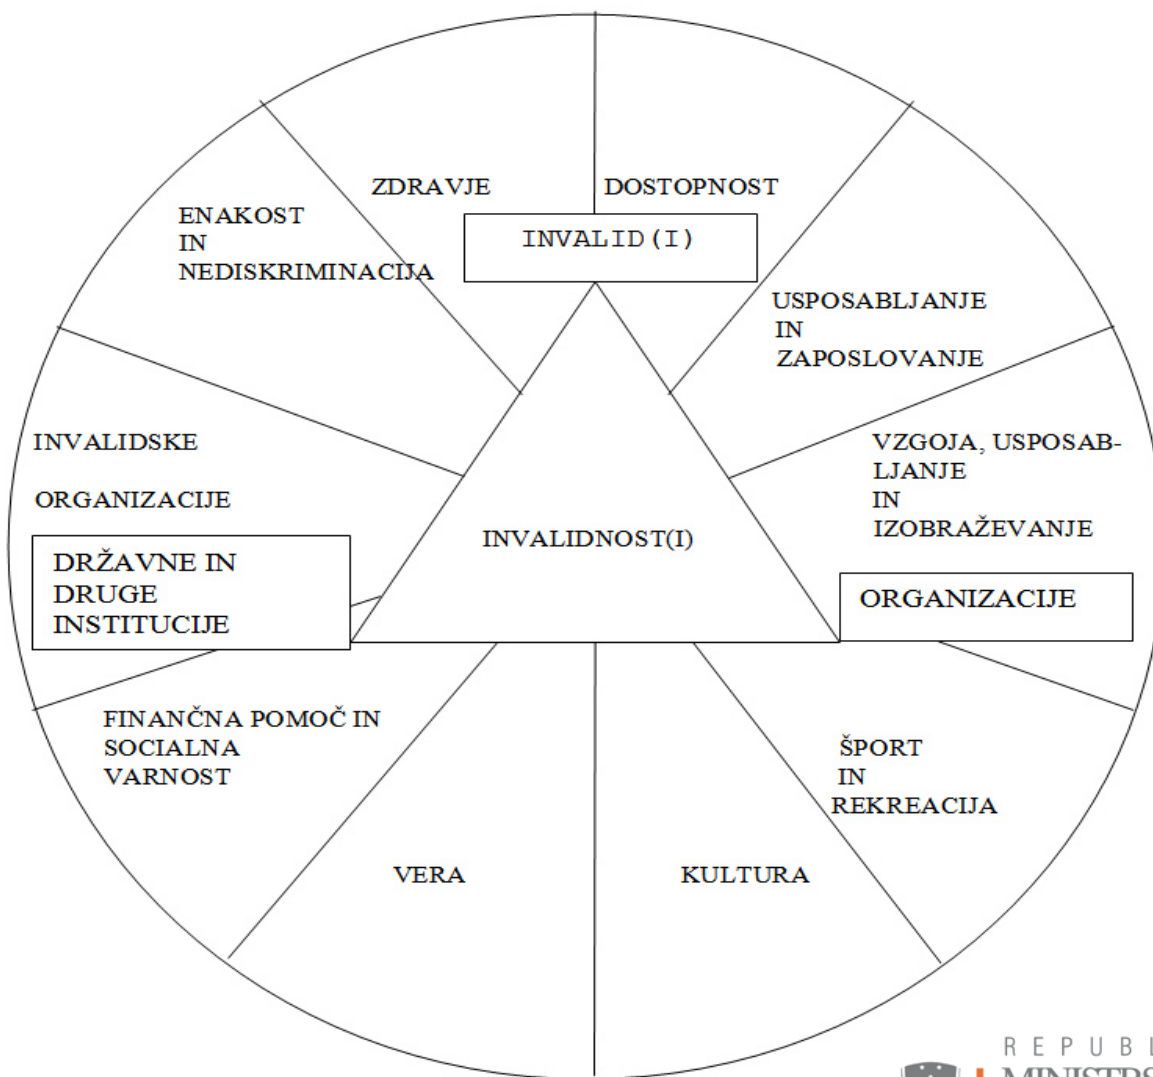 ZDRAVJE
DOSTOPNOST
ENAKOST
IN
NEDISKRIMINACIJA
INVALID(I)
USPOSABLJANJE
IN
ZAPOSLOVANJE
INVALIDSKE
ORGANIZACIJE
VZGOJA, USPOSAB-
LJANJE
IN
IZOBRAŽEVANJE
INVALIDNOST(I)
DRŽAVNE IN
DRUGE
INSTITUCIJE
ORGANIZACIJE
FINANČNA POMOČ IN
SOCIALNA
VARNOST
ŠPORT
IN
REKREACIJA
VERA
KULTURA
REPUBL